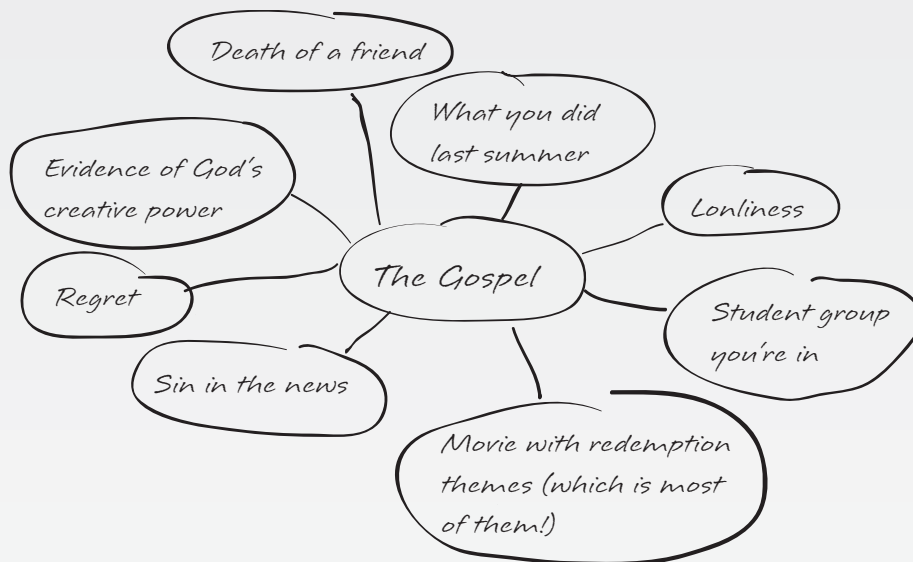 Death of a friend
What you did
last summer
Evidence of God's
creative power
Lonliness
The Gospel
Regret
Student group
you're in
Sin in the news
Movie with redemption
themes (which is most
of them!)